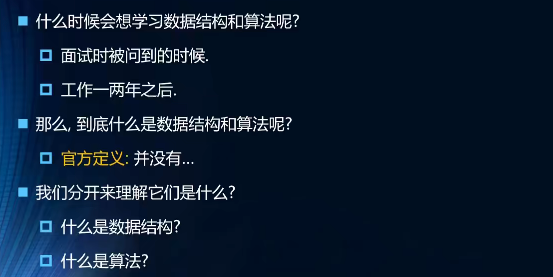 什么时候会想学习数据结构和算法呢?
面试时被问到的时候.
工作一两年之后.
那么, 到底什么是数据结构和算法呢?
官方定义: 并没有...
我们分开来理解它们是什么?
什么是数据结构?
什么是算法?